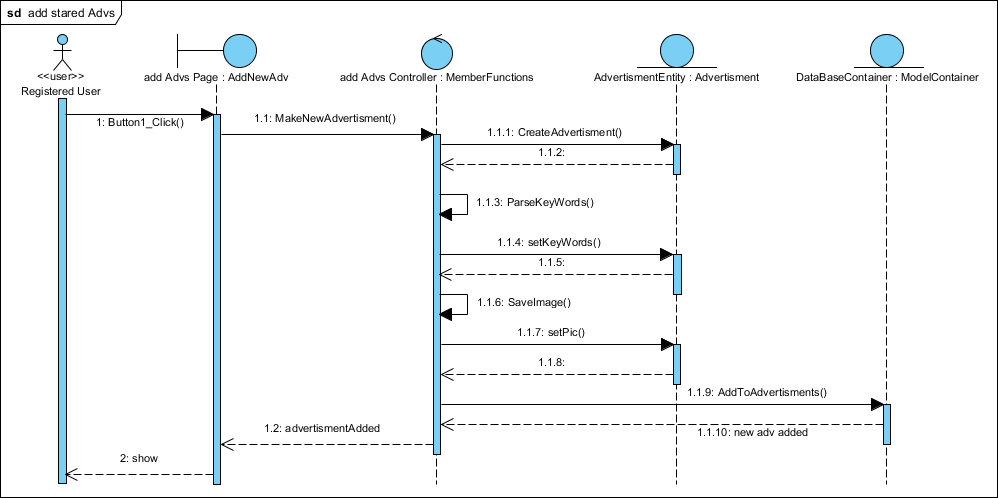 sd add stared Advs
<<user>>
Registered User
add Advs Page : AddNewAdv
add Advs Controller : MemberFunctions
AdvertismentEntity : Advertisment
DataBaseContainer : ModelContainer
1: Button1_Click()
1.1: MakeNewAdvertisment()
1.1.1: CreateAdvertisment()
1.1.2:
1.1.3: ParseKeyWords()
1.1.4: setKeyWords()
1.1.5:
1.1.6: SaveImage()
1.1.7: setPic()
1.1.8:
1.1.9: AddToAdvertisments()
1.1.10: new adv added
1.2: advertismentAdded
2: show